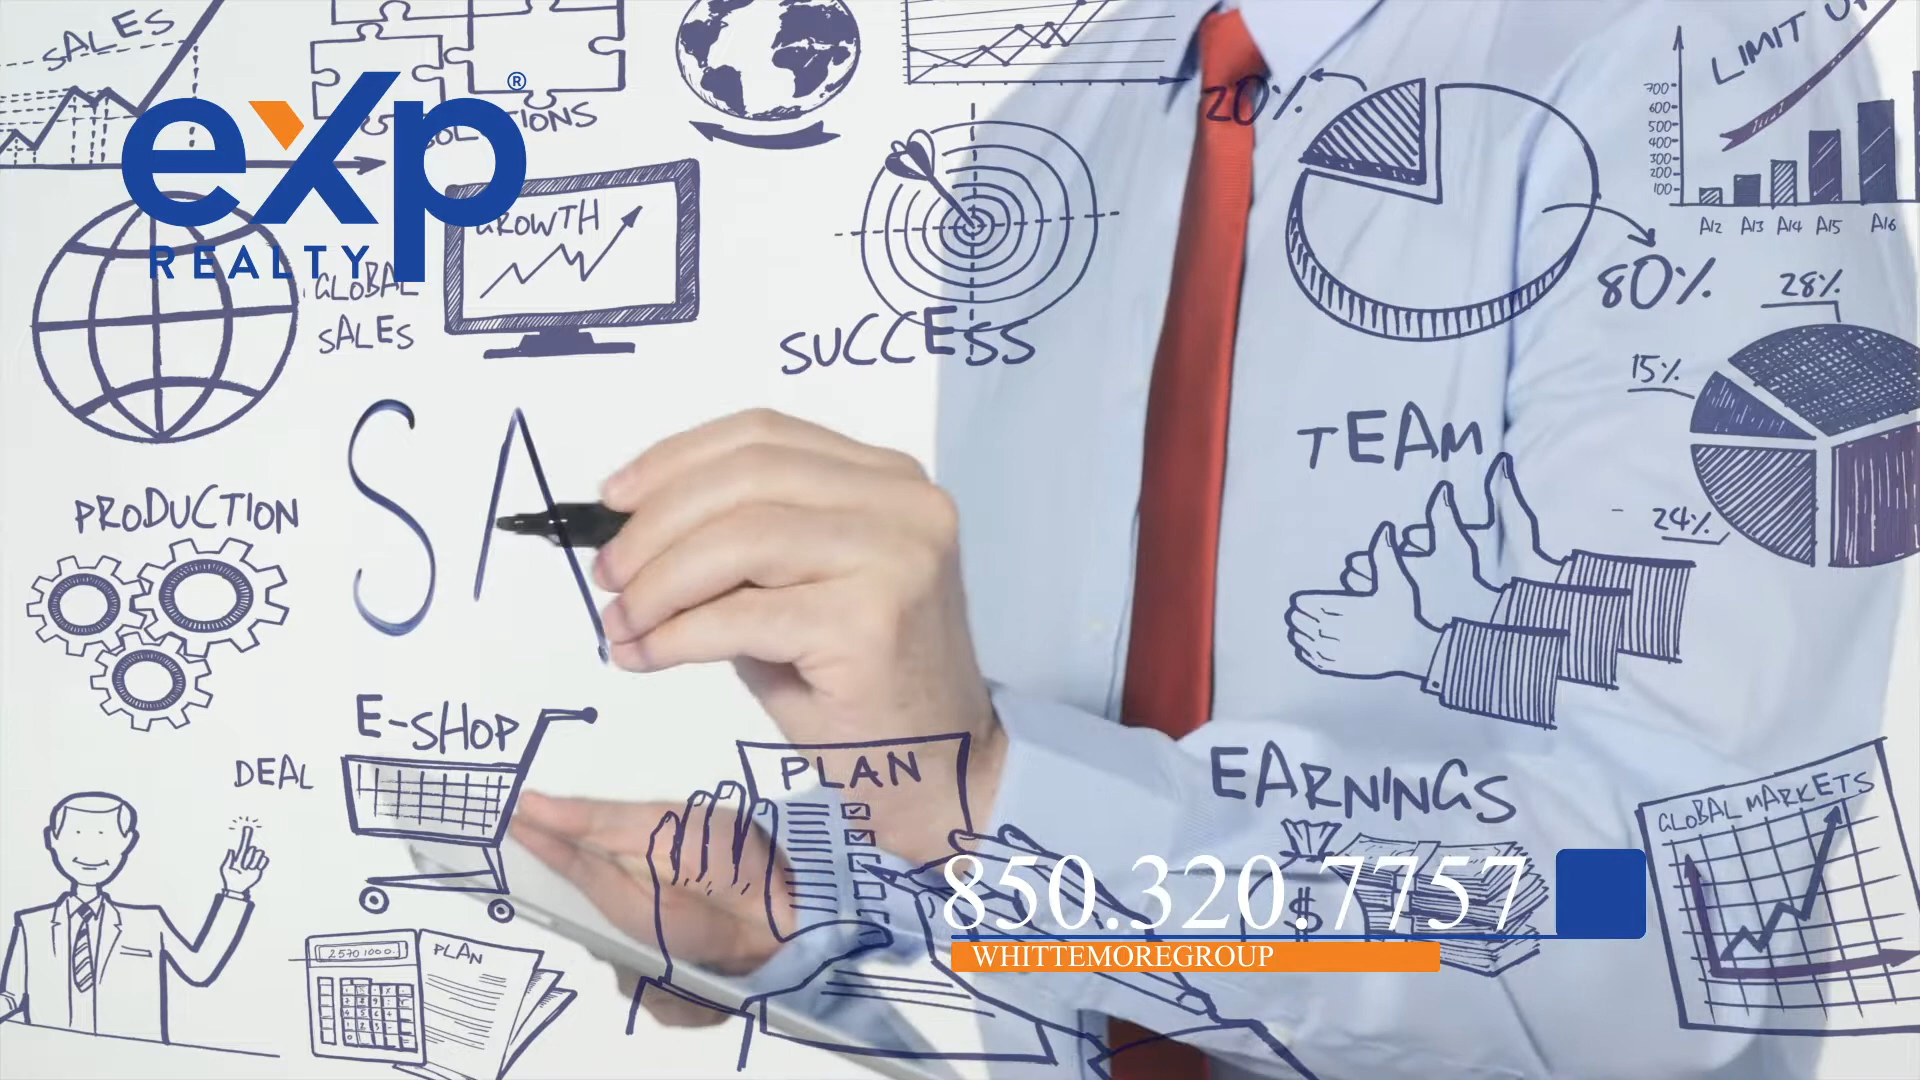 SALES
SOLUTIONS
eXp®
REALTY
GROWTH
GLOBAL
SALES
SUCCESS
20%
80%
LIMIT UP
700
600
500
400
300
200
100
A12 A13 A14 A15 A16
28%
15%
24%
TEAM
PRODUCTION
SA
E-SHOP
DEAL
PLAN
EARNINGS
$
GLOBAL MARKETS
850.320.7757
WHITTEMOREGROUP
PLAN